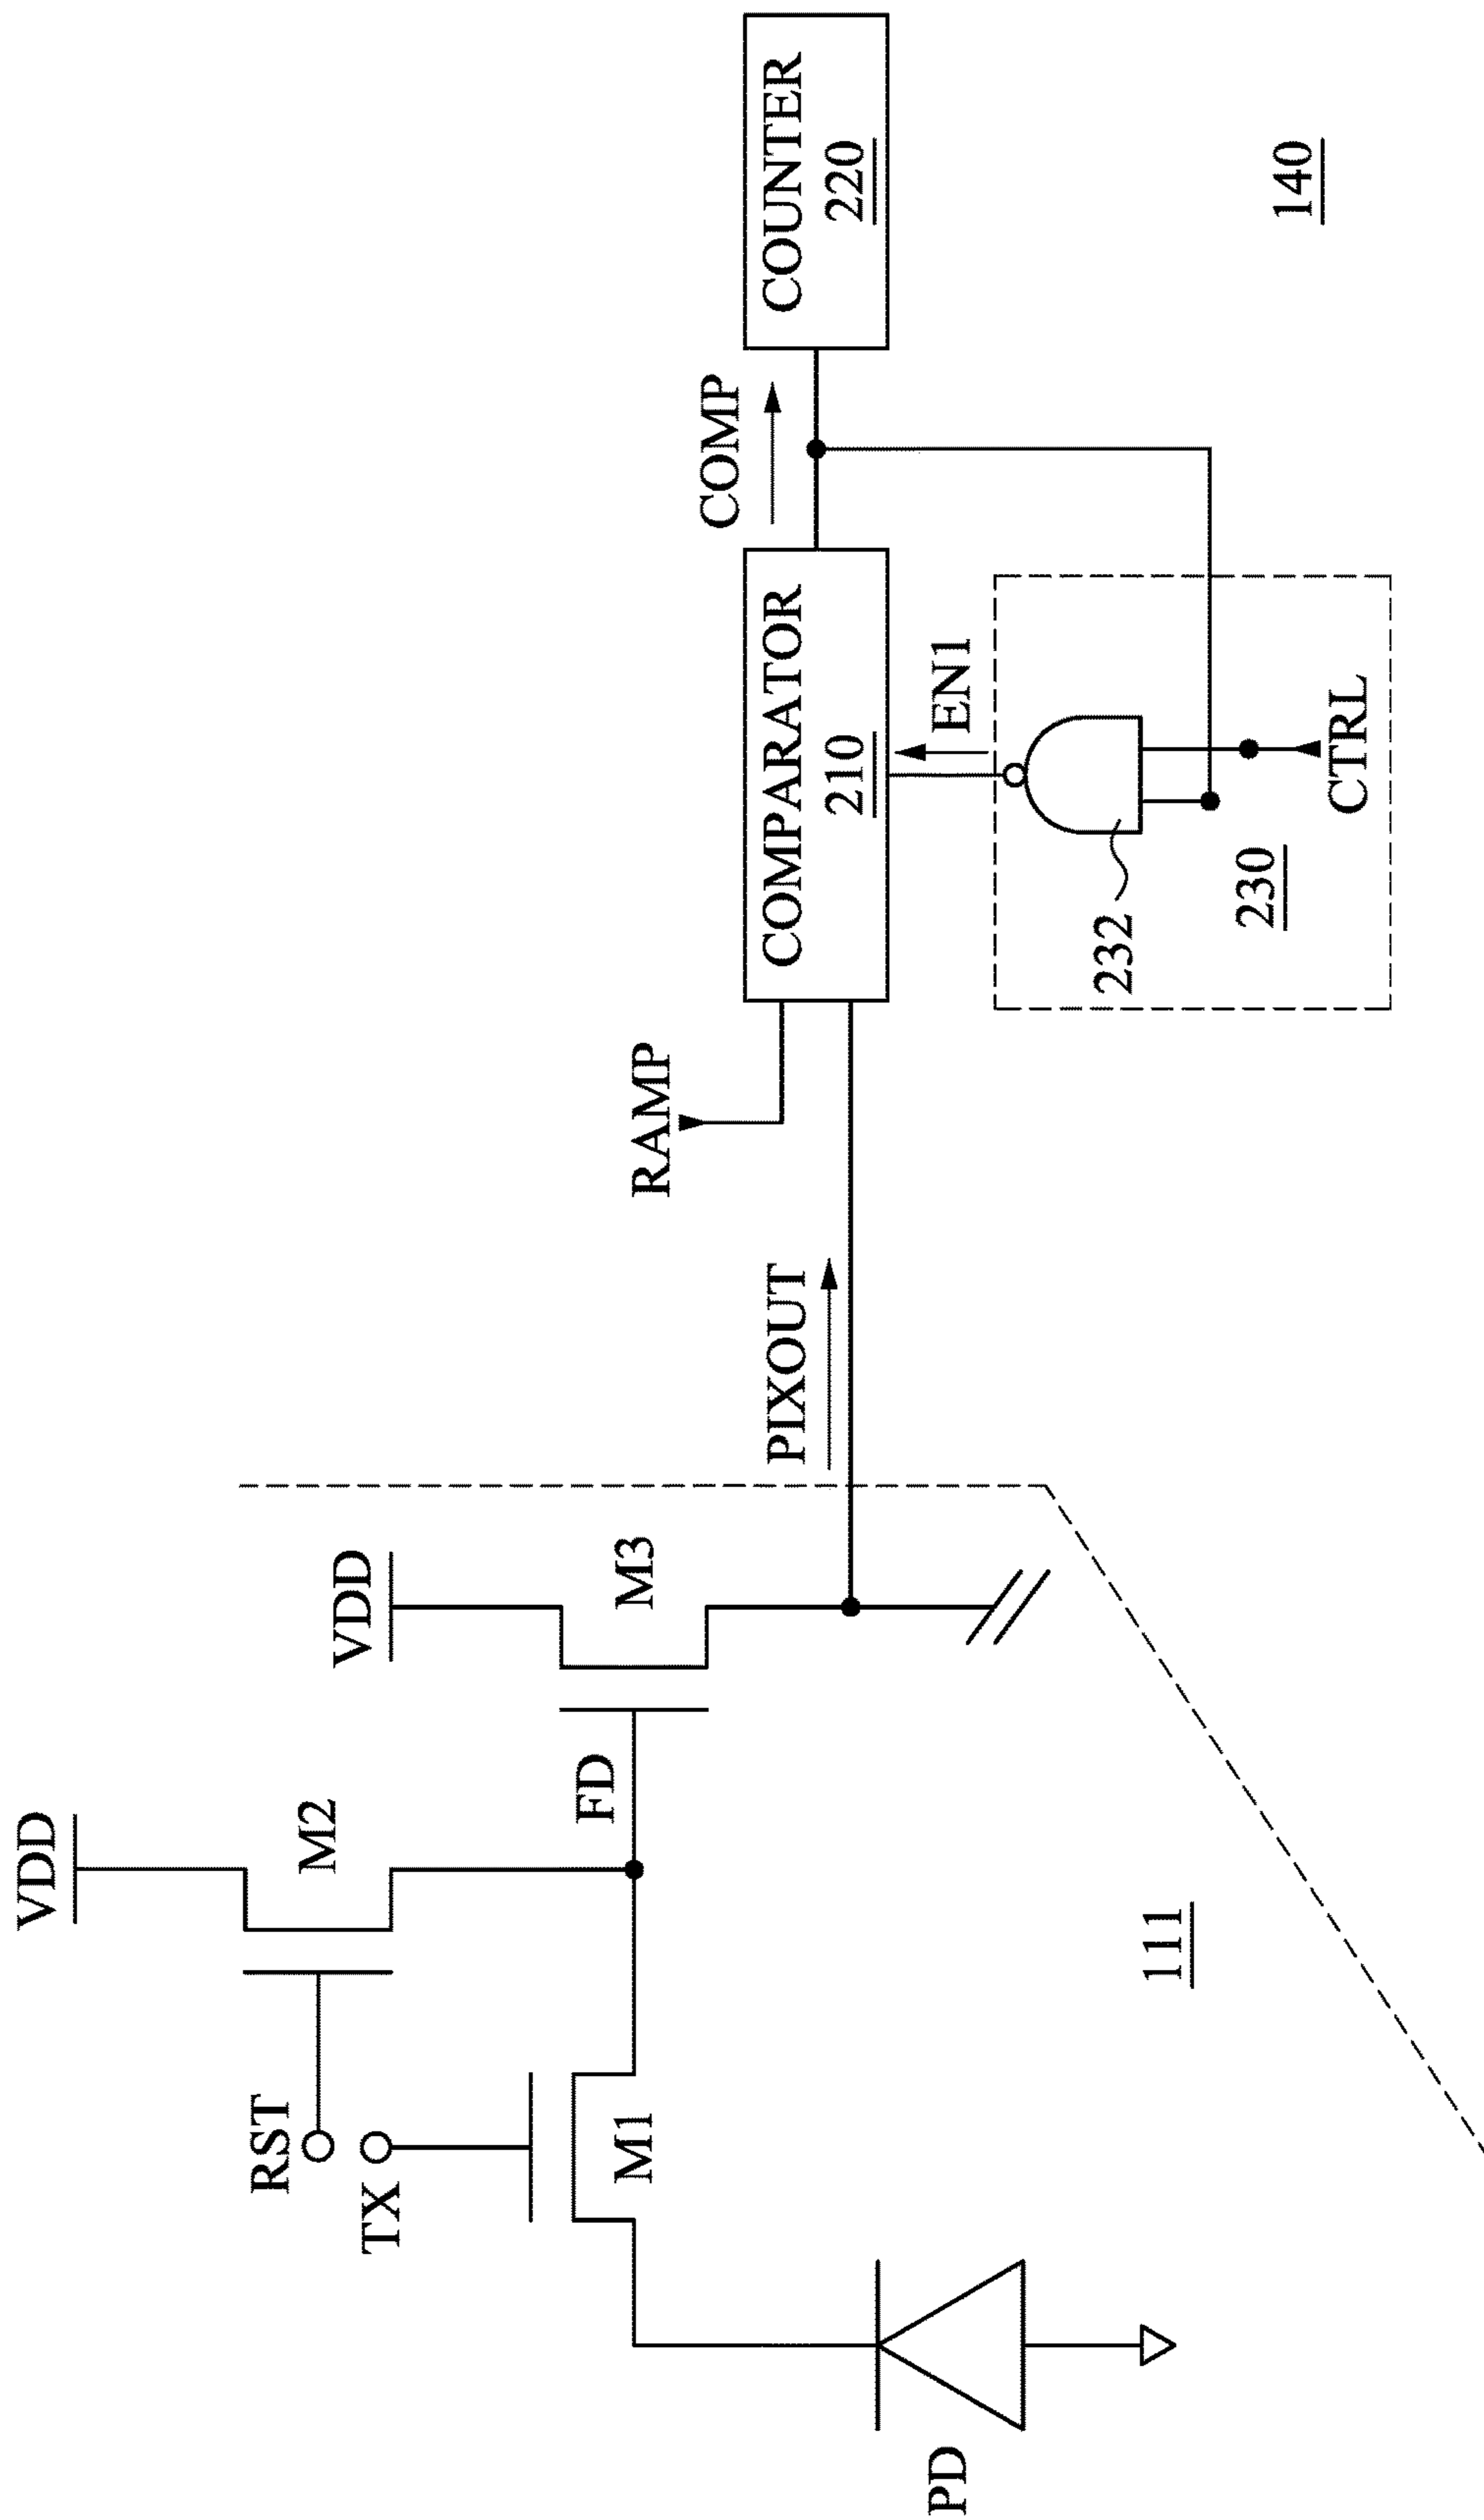 VDD
M2
RST
TX
M1
FD
VDD
M3
PD
111
PIXOUT
RAMP
COMPARATOR
210
COMP
COUNTER
220
EN1
232
230
CTRL
140